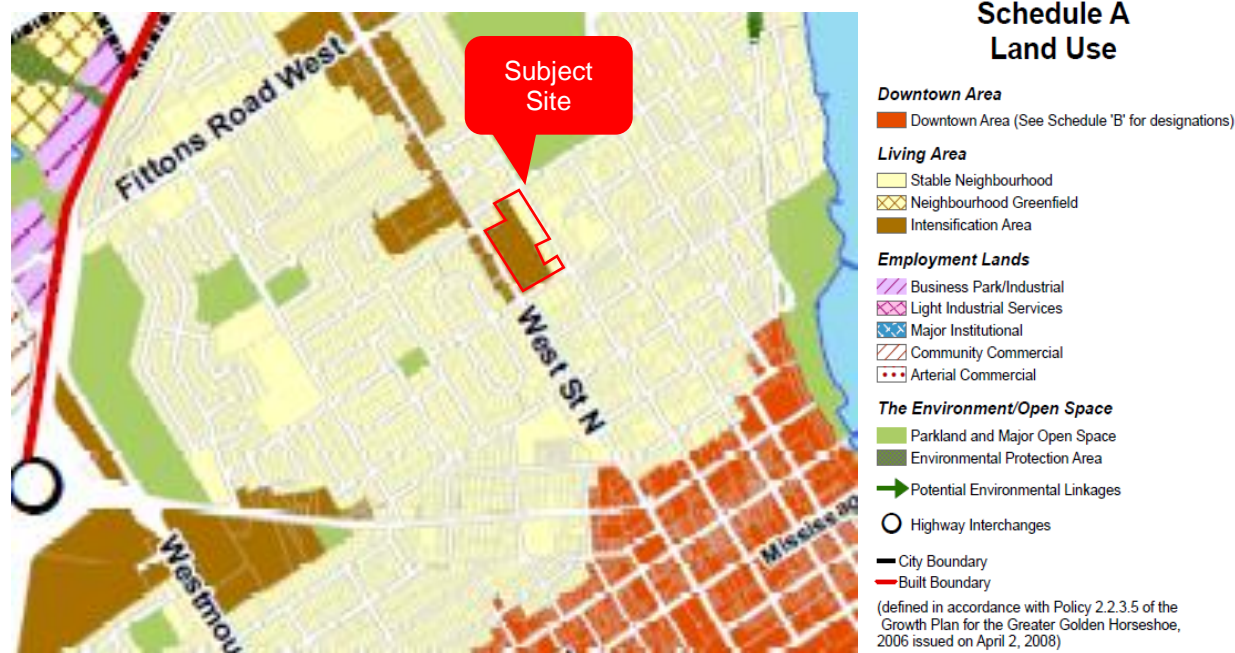 Subject
Site
Fittons Road West
West St N
Westmou
Mississag
Schedule A
Land Use
Downtown Area
Downtown Area (See Schedule 'B' for designations)
Living Area
Stable Neighbourhood
Neighbourhood Greenfield
Intensification Area
Employment Lands
Business Park/Industrial
Light Industrial Services
Major Institutional
Community Commercial
Arterial Commercial
The Environment/Open Space
Parkland and Major Open Space
Environmental Protection Area
Potential Environmental Linkages
Highway Interchanges
City Boundary
Built Boundary
(defined in accordance with Policy 2.2.3.5 of the
Growth Plan for the Greater Golden Horseshoe,
2006 issued on April 2, 2008)